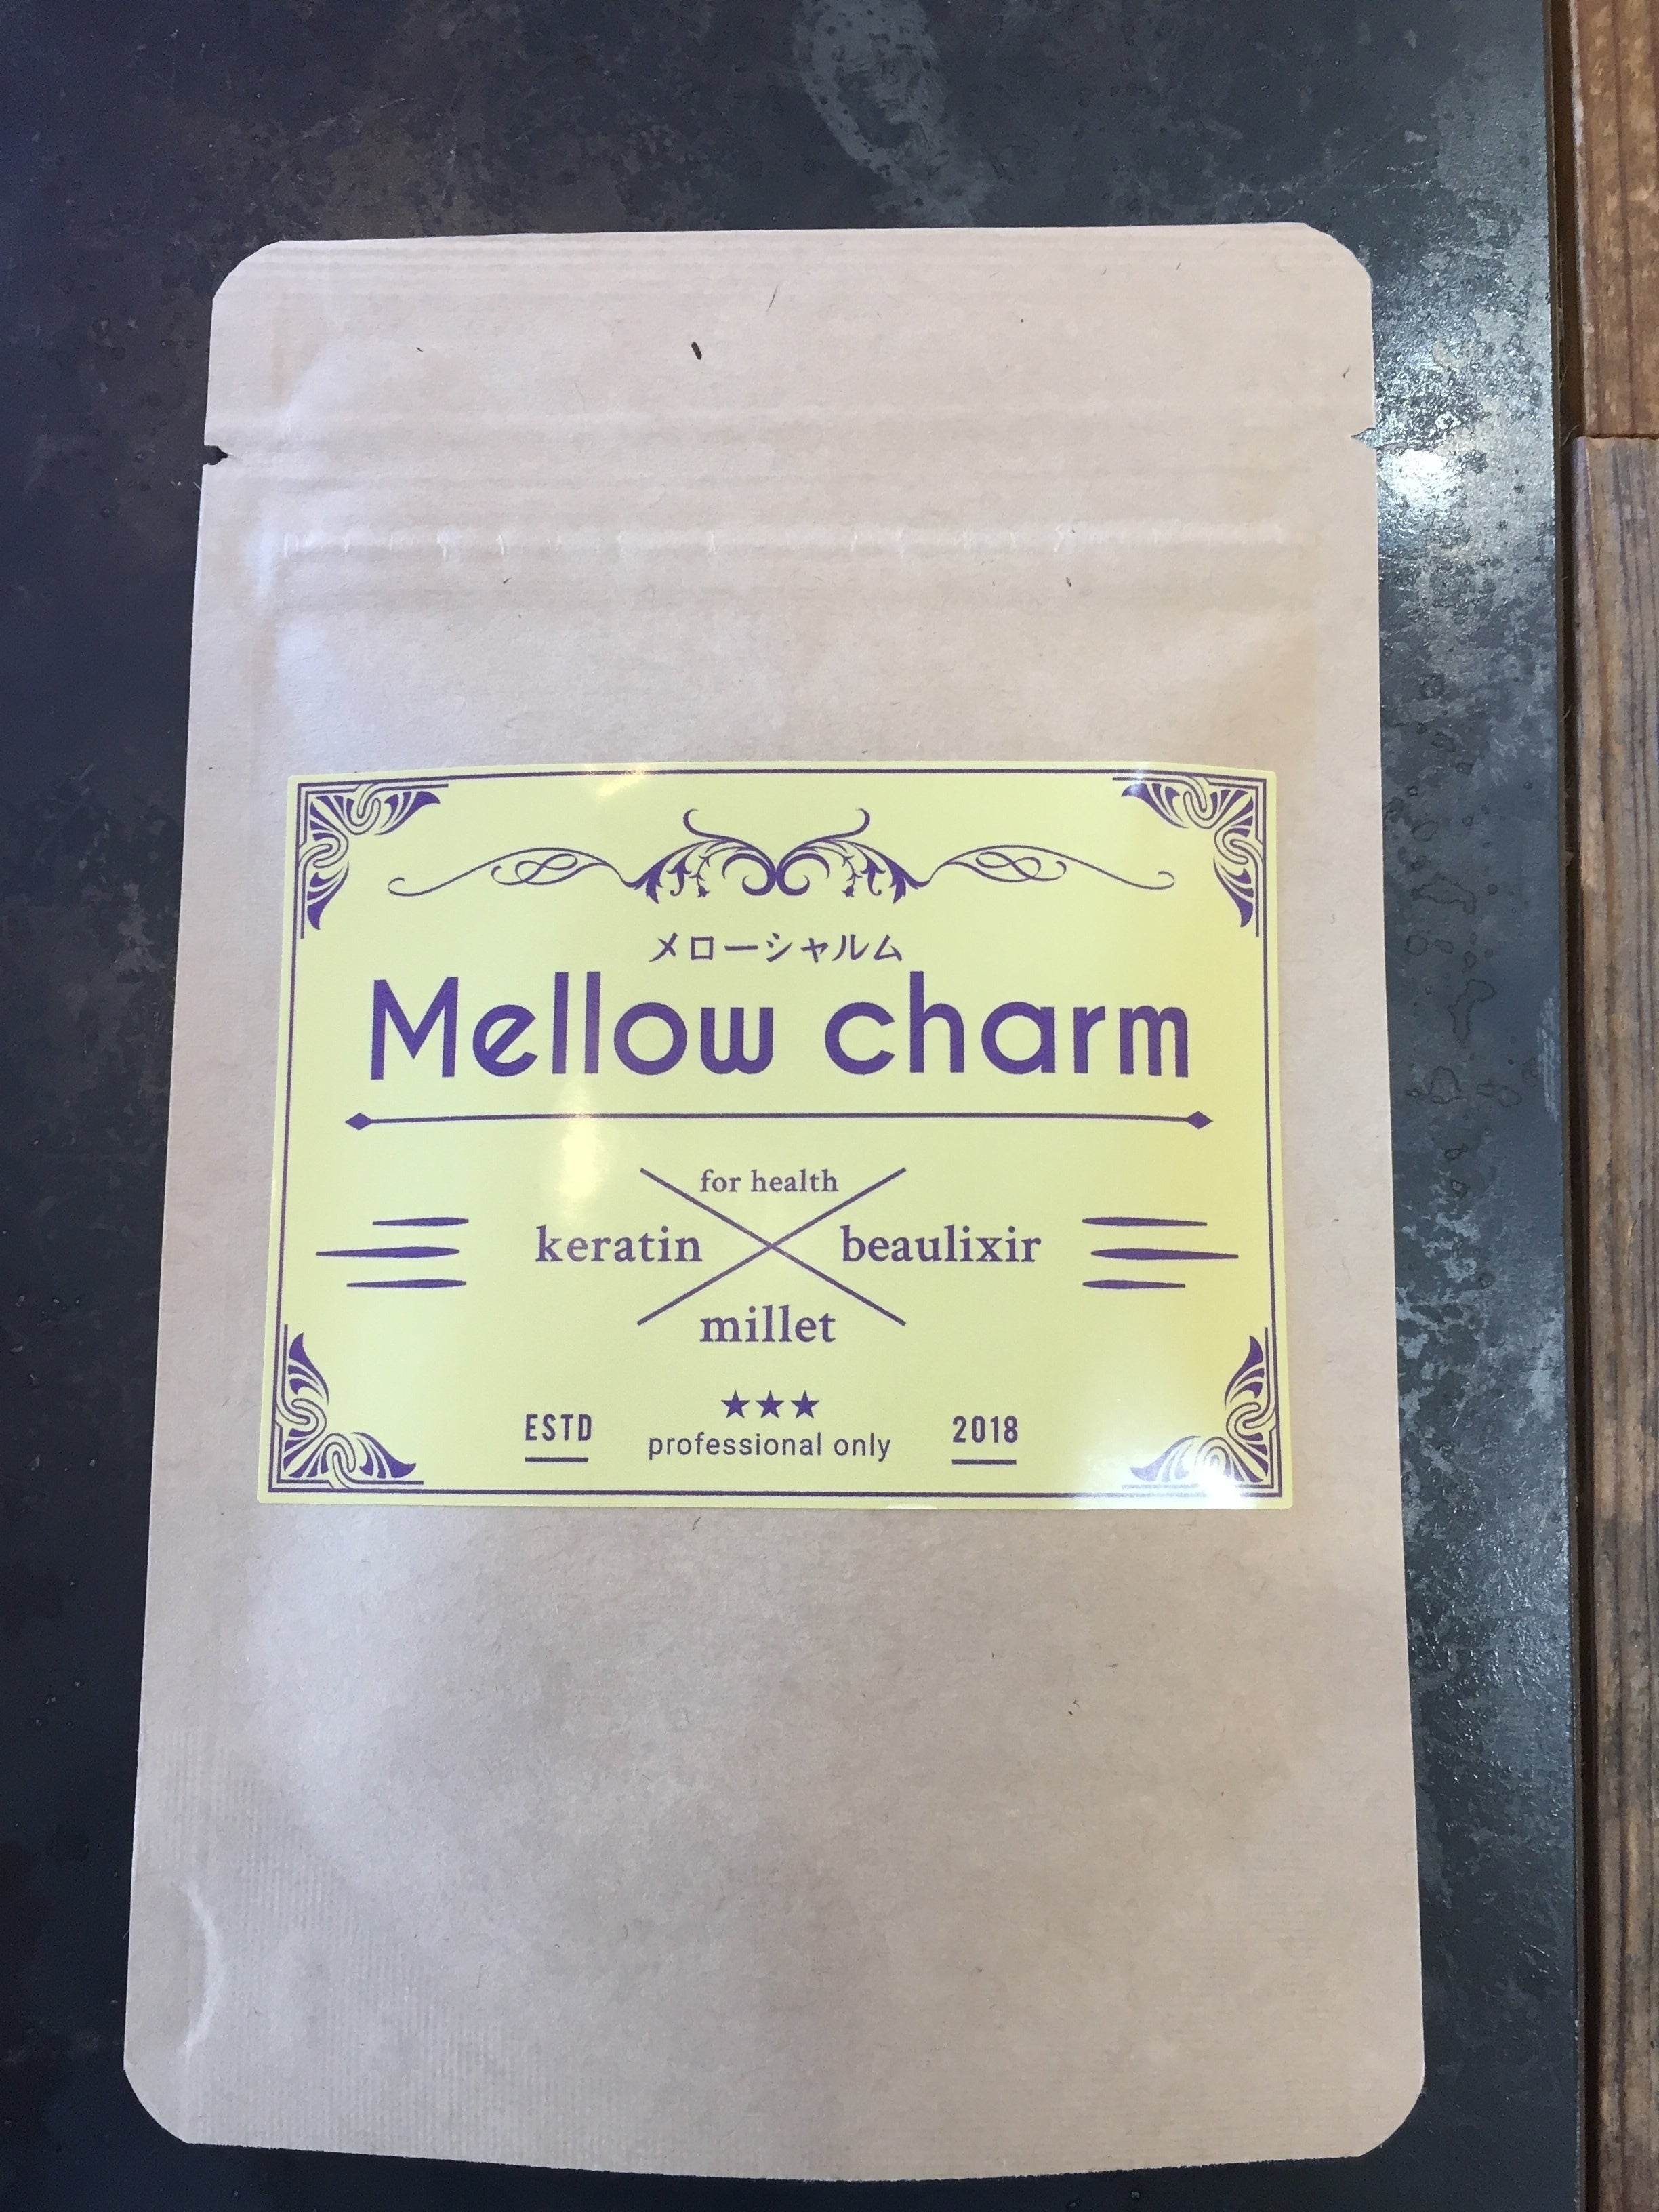 メローシャルム
Mellow charm
for health
keratin beaulixir
millet
★★★
ESTD professional only 2018